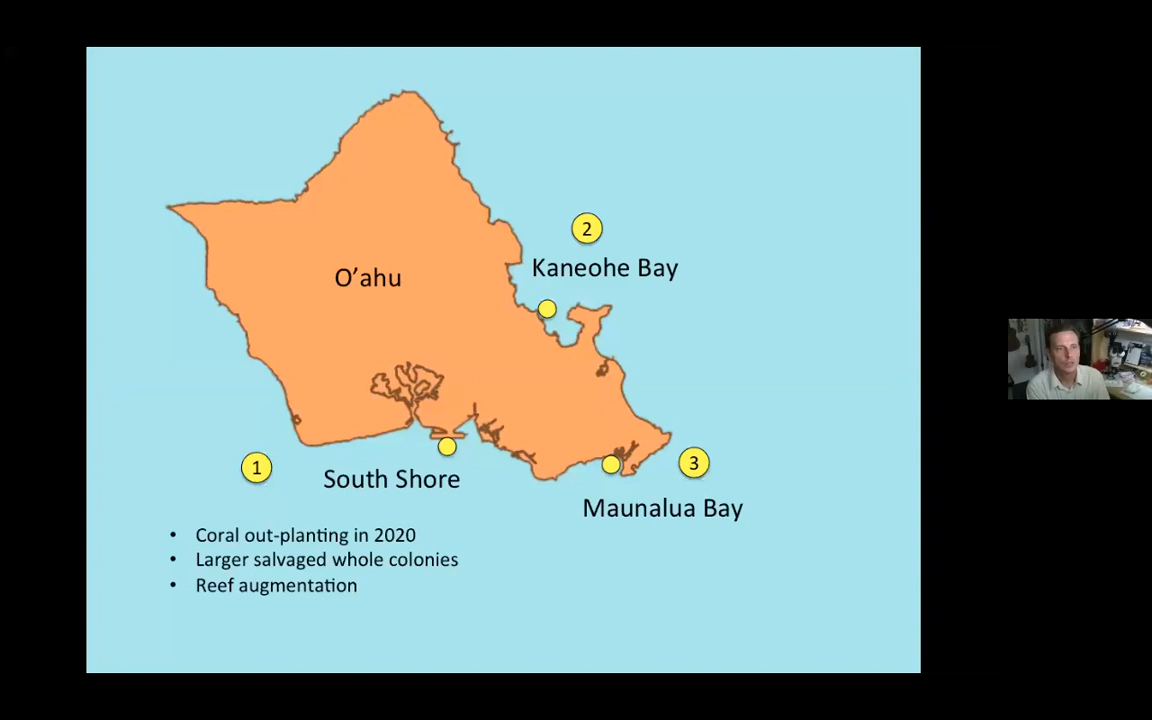 2
Kaneohe Bay
O’ahu
1
South Shore
3
Maunalua Bay
• Coral out-planting in 2020
• Larger salvaged whole colonies
• Reef augmentation